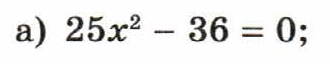 а) 25x² − 36 = 0;